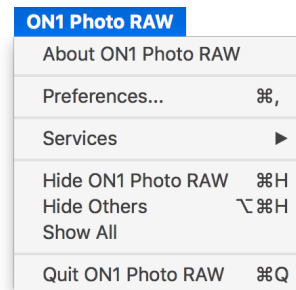 ON1 Photo RAW
About ON1 Photo RAW
Preferences... ⌘,
Services ▶
Hide ON1 Photo RAW ⌘H
Hide Others ⌥⌘H
Show All
Quit ON1 Photo RAW ⌘Q